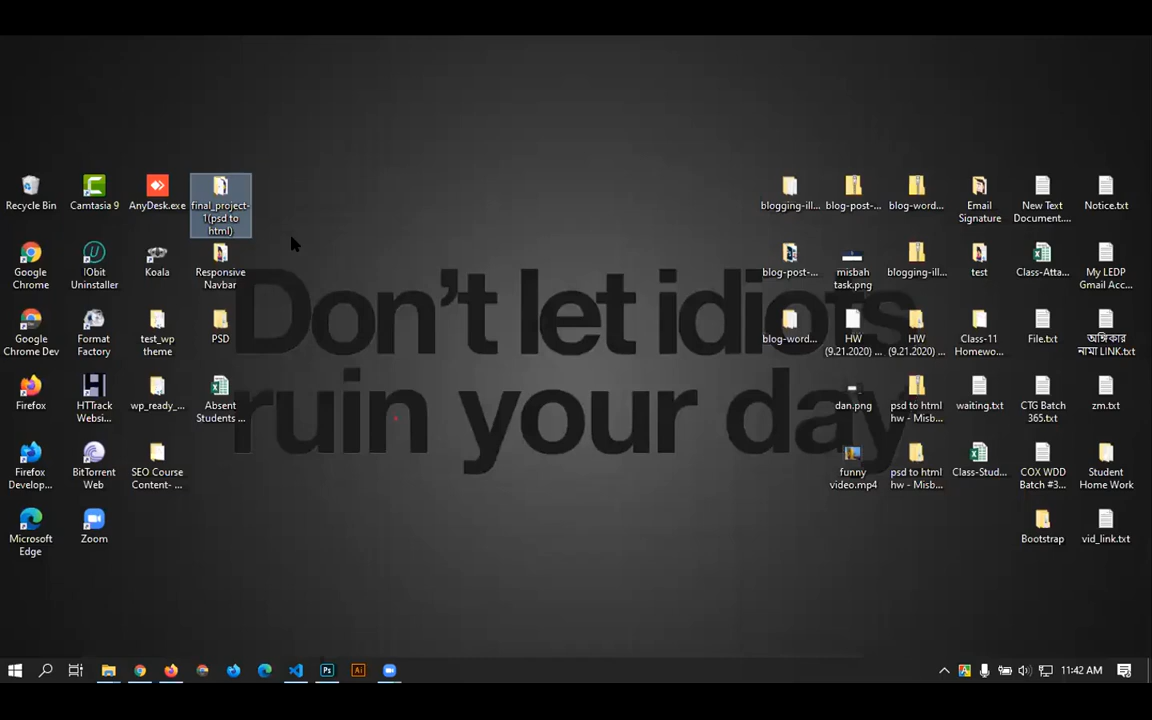 Recycle Bin
Camtasia 9
AnyDesk.exe
final_project-
1(psd to
html)
blogging-ill...
blog-post-...
blog-word...
Email
Signature
New Text
Document....
Notice.txt
Google
Chrome
IObit
Uninstaller
Koala
Responsive
Navbar
blog-post-...
misbah
task.png
blogging-ill...
test
Class-Atta...
My LEDP
Gmail Acc...
Don't let idiots
ruin your day
Google
Chrome Dev
Format
Factory
test_wp
theme
PSD
blog-word...
HW
(9.21.2020) ...
HW
(9.21.2020) ...
Class-11
Homewo...
File.txt
অঙ্গিকার
নামা LINK.txt
Firefox
HTTrack
Websi...
wp_ready_...
Absent
Students ...
dan.png
psd to html
hw - Misb...
waiting.txt
CTG Batch
365.txt
zm.txt
Firefox
Develop...
BitTorrent
Web
SEO Course
Content- ...
funny
video.mp4
psd to html
hw - Misb...
Class-Stud...
COX WDD
Batch #3...
Student
Home Work
Microsoft
Edge
Zoom
Bootstrap
vid_link.txt
Ps
Ai
11:42 AM